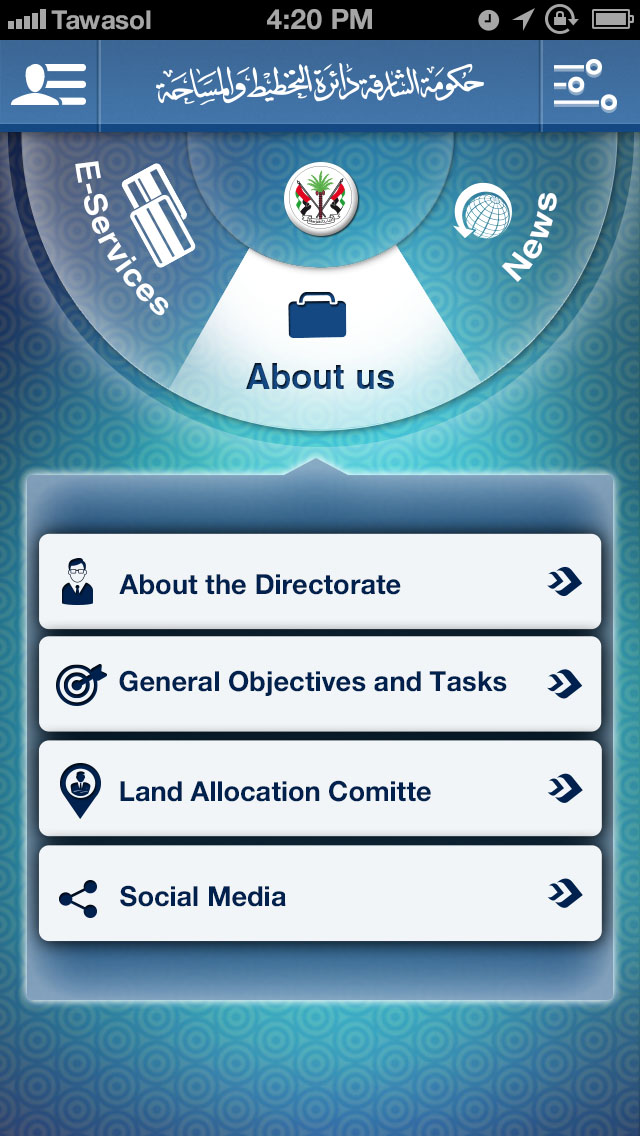 Tawasol 4:20 PM
حكومة الشارقة دائرة التخطيط والمساحة
E-Services
News
About us
About the Directorate
General Objectives and Tasks
Land Allocation Comitte
Social Media